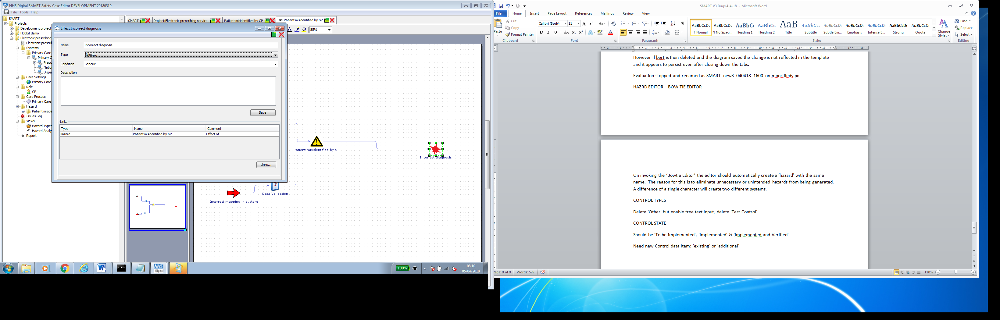 NHS Digital SMART Safety Case Editor DEVELOPMENT 20180319
File Tools Help
SMART
Projects
Development project
Hobbit demo
Electronic prescribing
Electronic prescri
Systems
Primary Care
Primary C
Presc
Natio
Dispe
Care Settings
Primary Care
Role
GP
Care Process
Primary Care
Hazard
Patient miside
Issues Log
Views
Hazard Types
Hazard Analy
Report
SMART
Project:Electronic prescribing service.
Patient misidentified by GP
Patient misidentified by GP
85%
Effect:Incorrect diagnosis
Name Incorrect diagnosis
Type Select...
Condition Generic
Description
Save
Links
Type Name Comment
Hazard Patient misidentified by GP Effect of
Links...
Patient misidentified by GP
Incorrect diagnosis
Data Validation
Incorrect mapping in system
100%
08:10
05/04/2018
SMART V3 Bugs 4-4-18 - Microsoft Word
File Home Insert Page Layout References Mailings Review View
Paste
Cut
Copy
Format Painter
Clipboard
Calibri (Body) 11
Font
Paragraph
AaBbCcDc AaBbCcDc AaBbC AaBbCc AaB AaBbCc. AaBbCcDc AaBbCcDc AaBbCcDc AaBbCcDc AaBbCcDc
¶ Normal ¶ No Spaci... Heading 1 Heading 2 Title Subtitle Subtle Em... Emphasis Intense E... Strong Quote
Change Styles
Styles
Find
Replace
Select
Editing
However if bert is then deleted and the diagram saved the change is not reflected in the template
and it appears to persist even after closing down the tabs.
Evaluation stopped and renamed as SMART_new3_040418_1600 on moorfileds pc
HAZRD EDITOR – BOW TIE EDITOR
On invoking the ‘Bowtie Editor’ the editor should automatically create a ‘hazard’ with the same
name. The reason for this is to eliminate unnecessary or unintended hazards from being generated.
A difference of a single character will create two different systems.
CONTROL TYPES
Delete ‘Other’ but enable free text input, delete ‘Test Control’
CONTROL STATE
Should be ‘To be implemented’, ‘implemented’ & ‘Implemented and Verified’
Need new Control data item: ‘existing’ or ‘additional’
Page: 9 of 9 Words: 599
110%